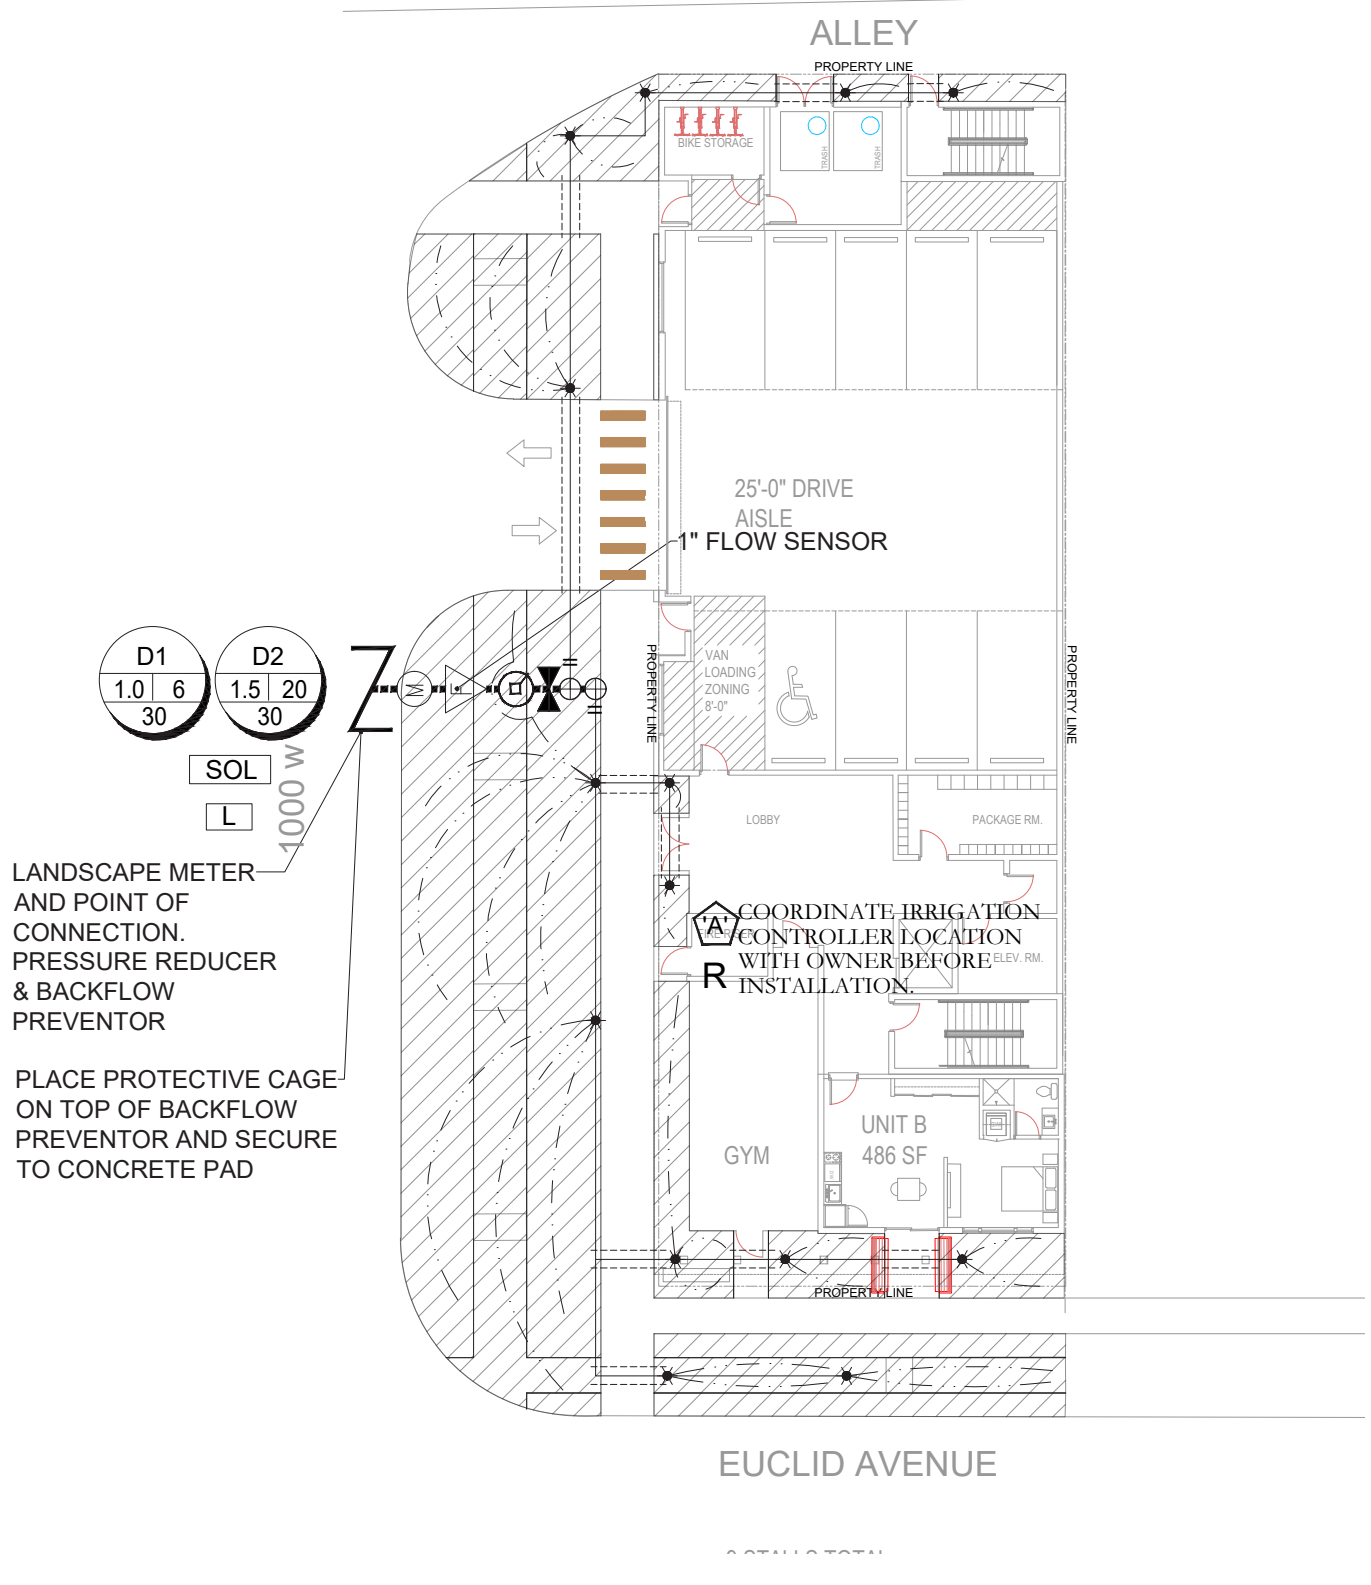 ALLEY
PROPERTY LINE
BIKE STORAGE
TRASH
TRASH
25'-0" DRIVE
AISLE
1" FLOW SENSOR
D1
1.0 6
30
D2
1.5 20
30
M
F
=
=
SOL
L
1000 W
VAN
LOADING
ZONING
8'-0"
PROPERTY LINE
PROPERTY LINE
LOBBY
PACKAGE RM.
LANDSCAPE METER
AND POINT OF
CONNECTION.
PRESSURE REDUCER
& BACKFLOW
PREVENTOR
'A'
FIRE RISER
R
COORDINATE IRRIGATION
CONTROLLER LOCATION
WITH OWNER BEFORE
INSTALLATION.
ELEV. RM.
PLACE PROTECTIVE CAGE
ON TOP OF BACKFLOW
PREVENTOR AND SECURE
TO CONCRETE PAD
GYM
UNIT B
486 SF
PROPERTY LINE
EUCLID AVENUE
STALLS TOTAL